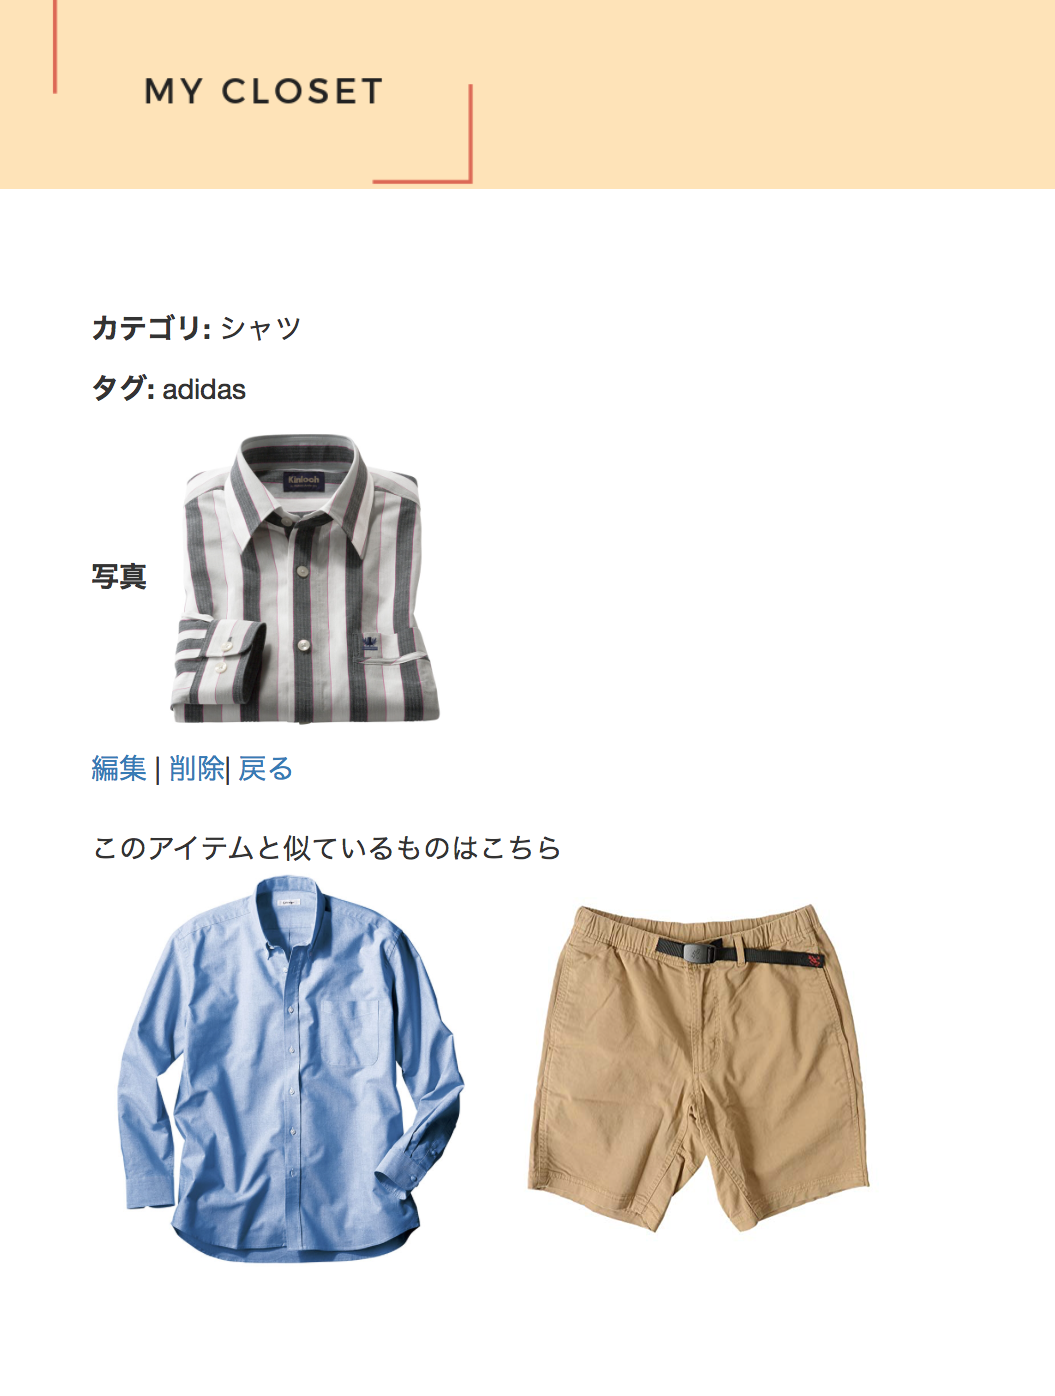 MY CLOSET
カテゴリ: シャツ
タグ: adidas
Kinloch
写真
編集 | 削除| 戻る
このアイテムと似ているものはこちら